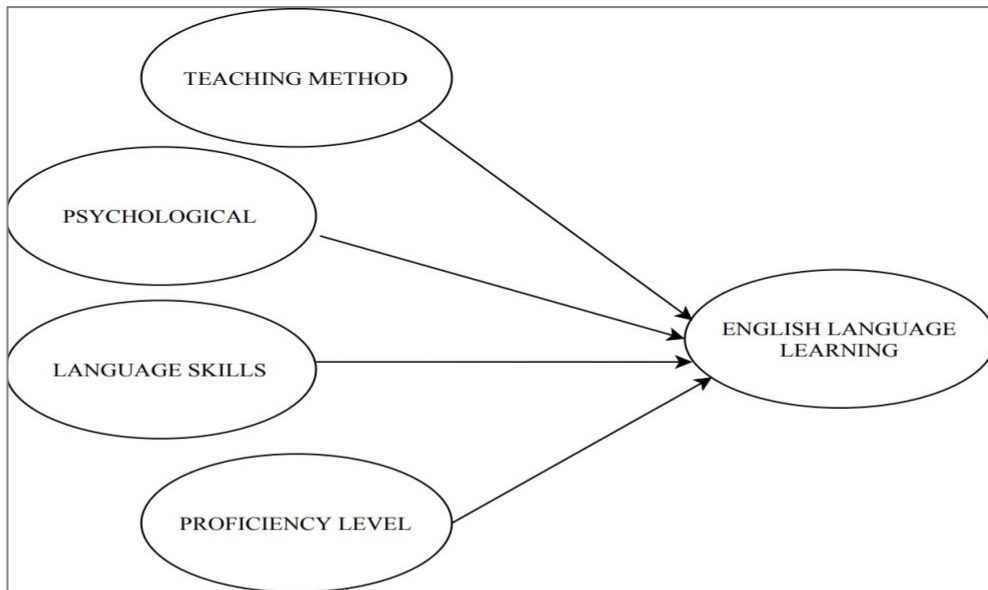 TEACHING METHOD
PSYCHOLOGICAL
LANGUAGE SKILLS
PROFICIENCY LEVEL
ENGLISH LANGUAGE
LEARNING